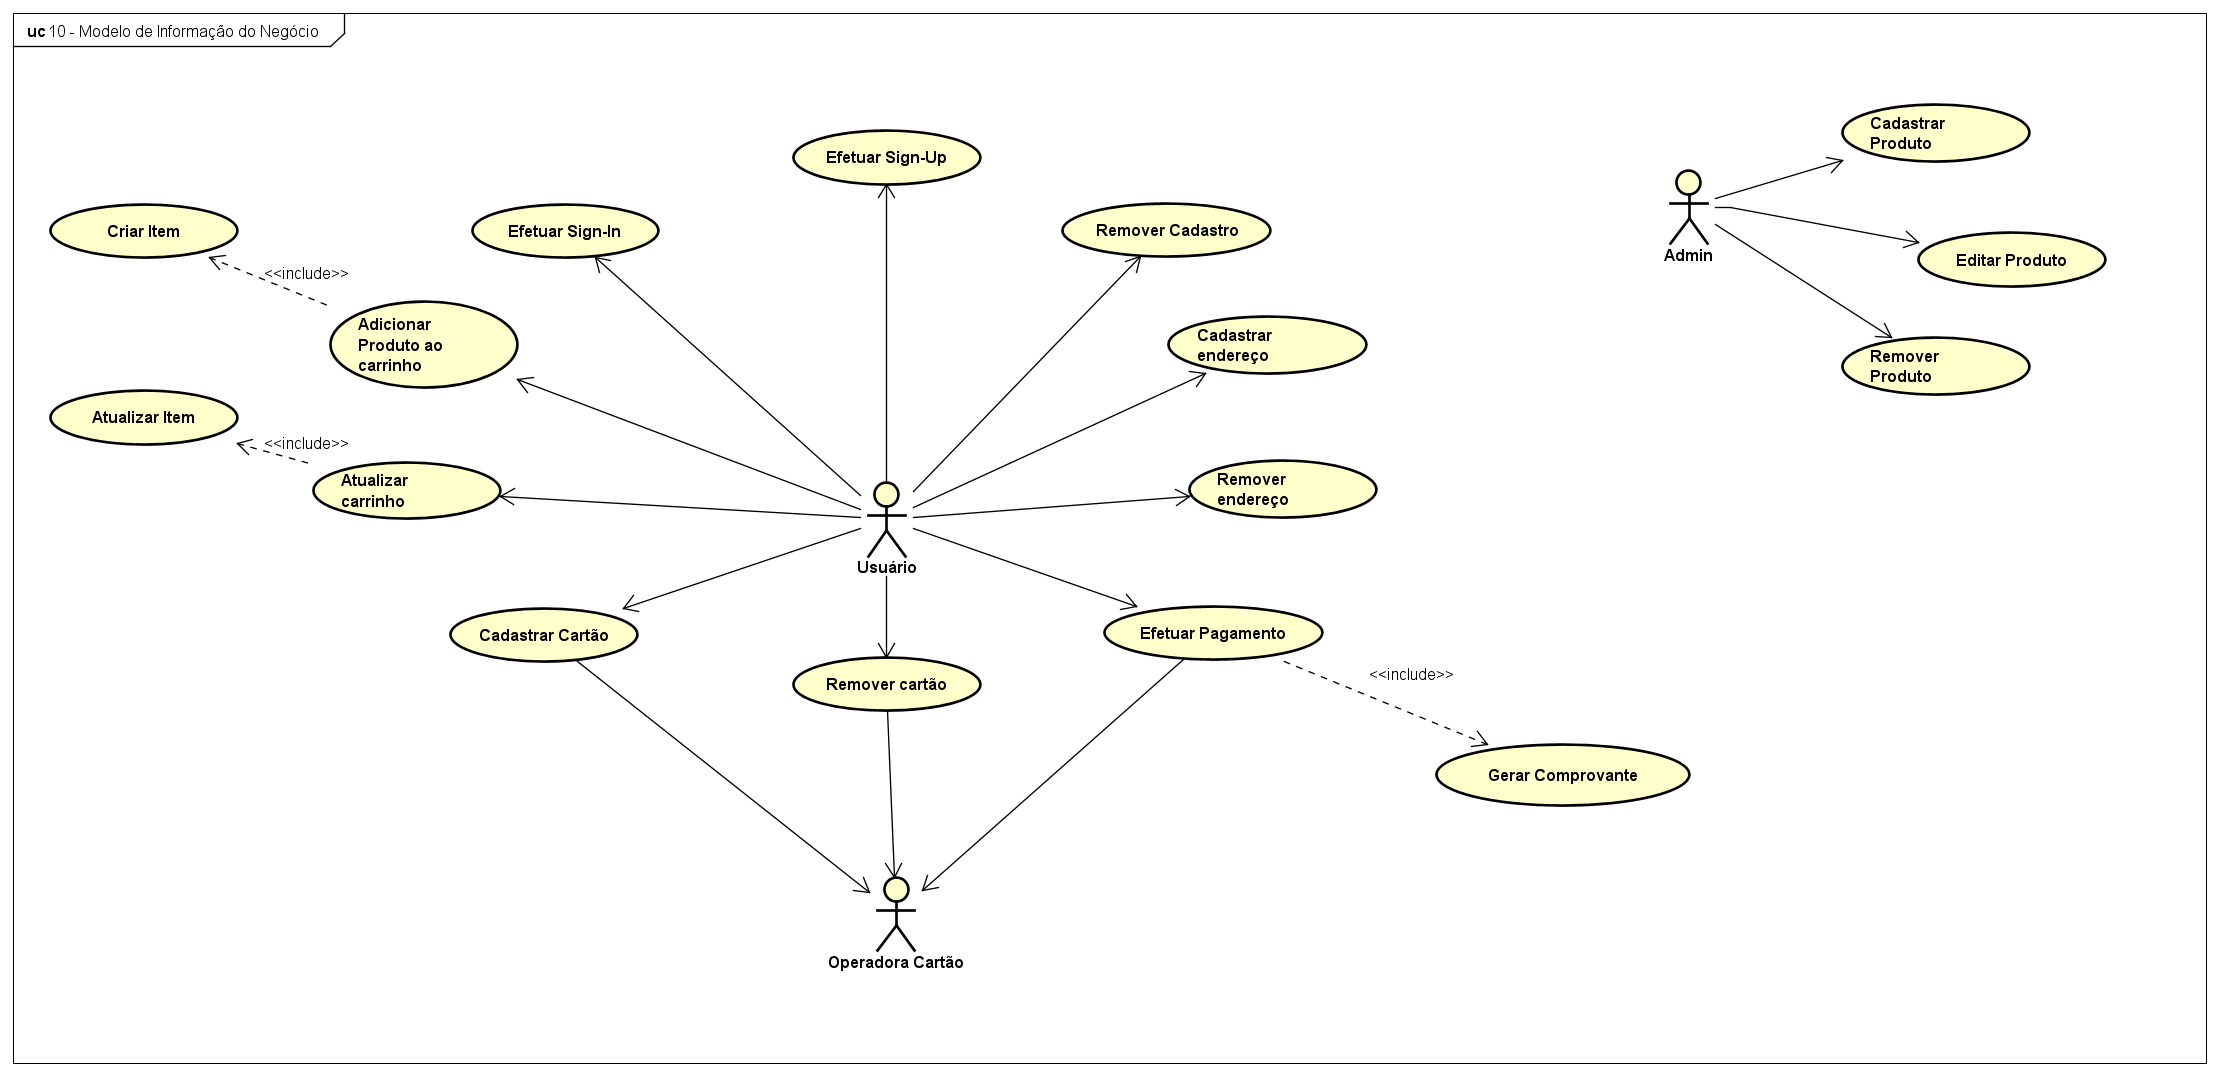 uc 10 - Modelo de Informação do Negócio
Cadastrar
Produto
Efetuar Sign-Up
Criar Item
Efetuar Sign-In
Remover Cadastro
Admin
Editar Produto
<<include>>
Adicionar
Produto ao
carrinho
Cadastrar
endereço
Remover
Produto
Atualizar Item
<<include>>
Atualizar
carrinho
Remover
endereço
Usuário
Cadastrar Cartão
Efetuar Pagamento
Remover cartão
<<include>>
Gerar Comprovante
Operadora Cartão